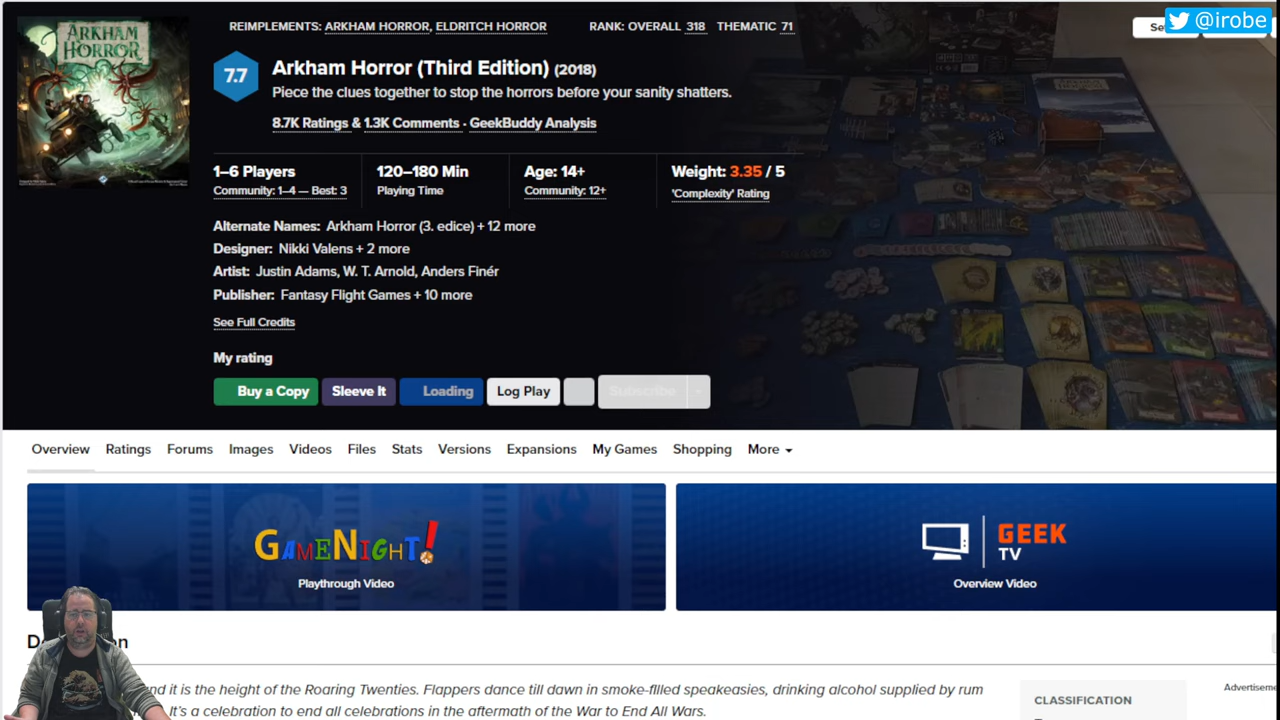 @irobe
REIMPLEMENTS: ARKHAM HORROR, ELDRITCH HORROR RANK: OVERALL 318 THEMATIC 71
ARKHAM HORROR
7.7
Arkham Horror (Third Edition) (2018)
Piece the clues together to stop the horrors before your sanity shatters.
8.7K Ratings & 1.3K Comments · GeekBuddy Analysis
1–6 Players 120–180 Min Age: 14+ Weight: 3.35 / 5
Community: 1–4 — Best: 3 Playing Time Community: 12+ 'Complexity' Rating
Alternate Names: Arkham Horror (3. edice) + 12 more
Designer: Nikki Valens + 2 more
Artist: Justin Adams, W. T. Arnold, Anders Finér
Publisher: Fantasy Flight Games + 10 more
See Full Credits
My rating
Buy a Copy Sleeve It Loading Log Play Subscribe
Overview Ratings Forums Images Videos Files Stats Versions Expansions My Games Shopping More
GAMENIGHT! GEEK TV
Playthrough Video Overview Video
nd it is the height of the Roaring Twenties. Flappers dance till dawn in smoke-filled speakeasies, drinking alcohol supplied by rum
It's a celebration to end all celebrations in the aftermath of the War to End All Wars.
CLASSIFICATION
Advertiseme